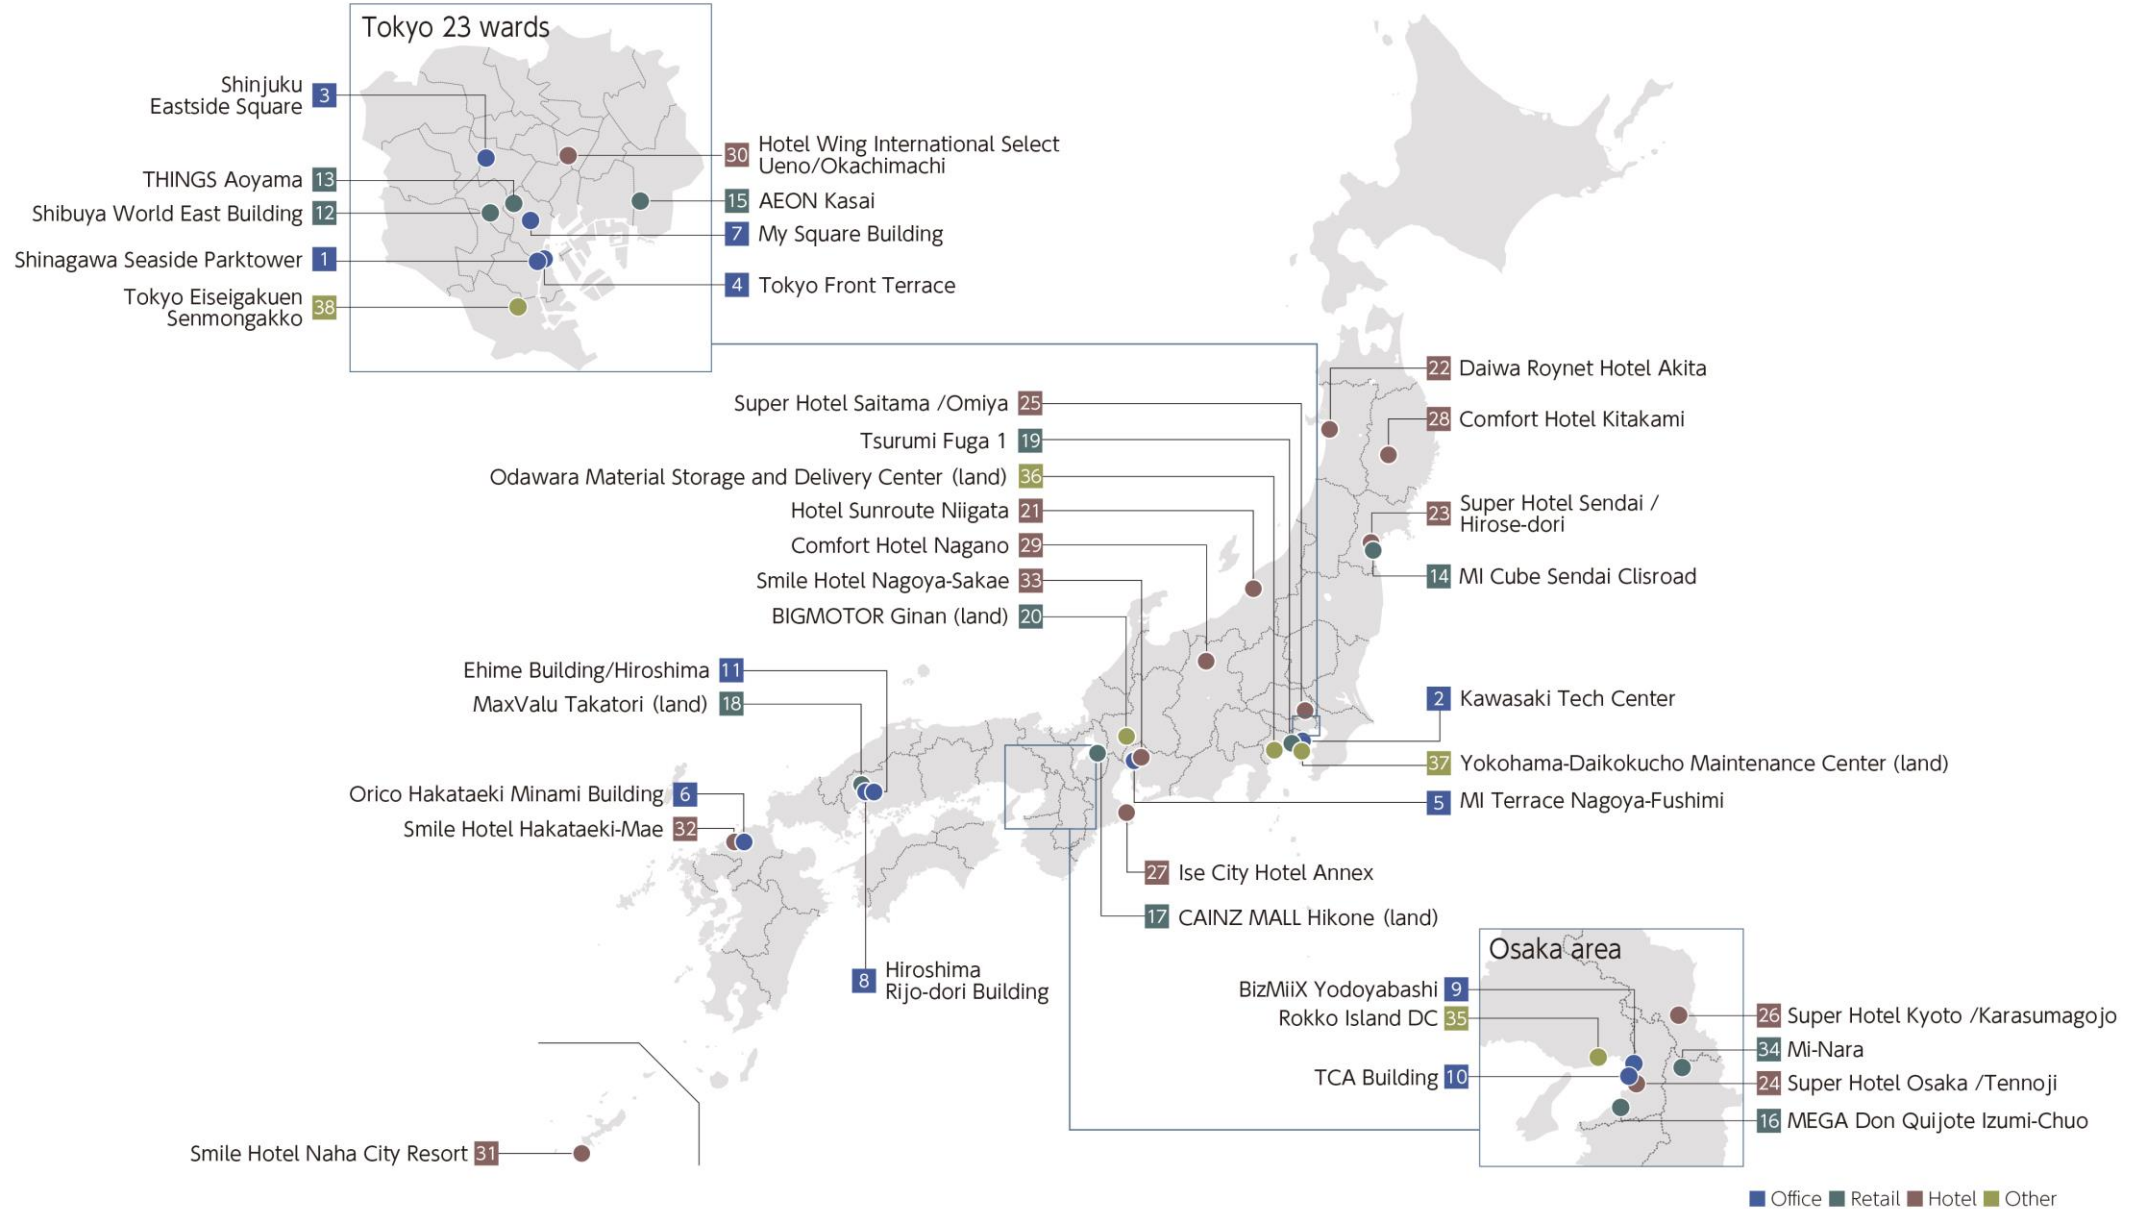 Tokyo 23 wards
Shinjuku
Eastside Square 3
THINGS Aoyama 13
Shibuya World East Building 12
Shinagawa Seaside Parktower 1
Tokyo Eiseigakuen
Senmongakko 38
30 Hotel Wing International Select
Ueno/Okachimachi
15 AEON Kasai
7 My Square Building
4 Tokyo Front Terrace
Super Hotel Saitama /Omiya 25
Tsurumi Fuga 1 19
Odawara Material Storage and Delivery Center (land) 36
Hotel Sunroute Niigata 21
Comfort Hotel Nagano 29
Smile Hotel Nagoya-Sakae 33
BIGMOTOR Ginan (land) 20
22 Daiwa Roynet Hotel Akita
28 Comfort Hotel Kitakami
23 Super Hotel Sendai /
Hirose-dori
14 MI Cube Sendai Clisroad
Ehime Building/Hiroshima 11
MaxValu Takatori (land) 18
Orico Hakataeki Minami Building 6
Smile Hotel Hakataeki-Mae 32
8 Hiroshima
Rijo-dori Building
2 Kawasaki Tech Center
37 Yokohama-Daikokucho Maintenance Center (land)
5 MI Terrace Nagoya-Fushimi
27 Ise City Hotel Annex
17 CAINZ MALL Hikone (land)
Osaka area
BizMiiX Yodoyabashi 9
Rokko Island DC 35
TCA Building 10
26 Super Hotel Kyoto /Karasumagojo
34 Mi-Nara
24 Super Hotel Osaka /Tennoji
16 MEGA Don Quijote Izumi-Chuo
Smile Hotel Naha City Resort 31
Office Retail Hotel Other